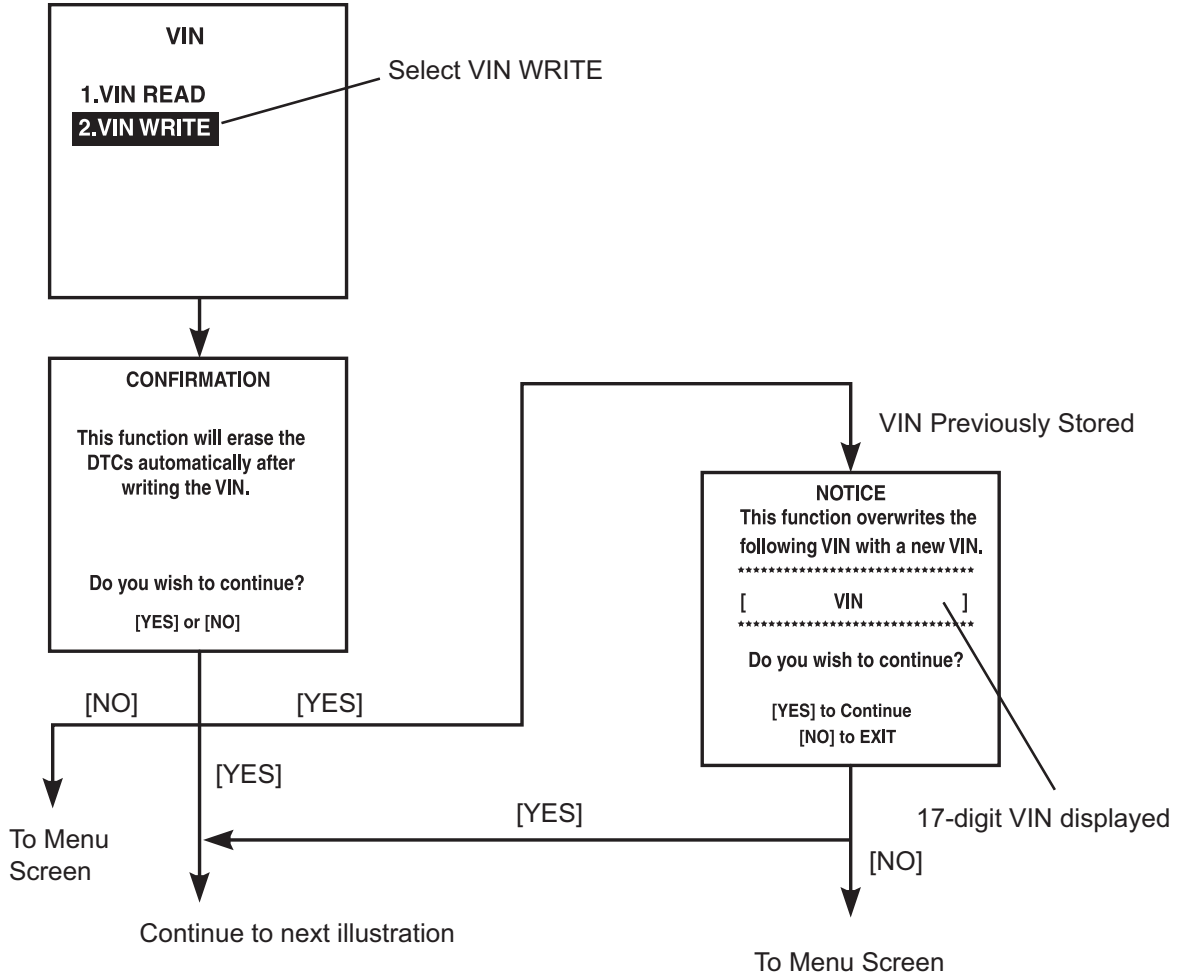 VIN
1.VIN READ
2.VIN WRITE
Select VIN WRITE
CONFIRMATION
This function will erase the
DTCs automatically after
writing the VIN.
Do you wish to continue?
[YES] or [NO]
VIN Previously Stored
NOTICE
This function overwrites the
following VIN with a new VIN.
*******************************
[ VIN ]
*******************************
Do you wish to continue?
[YES] to Continue
[NO] to EXIT
17-digit VIN displayed
[NO]
[YES]
[YES]
[YES]
[NO]
To Menu
Screen
Continue to next illustration
To Menu Screen